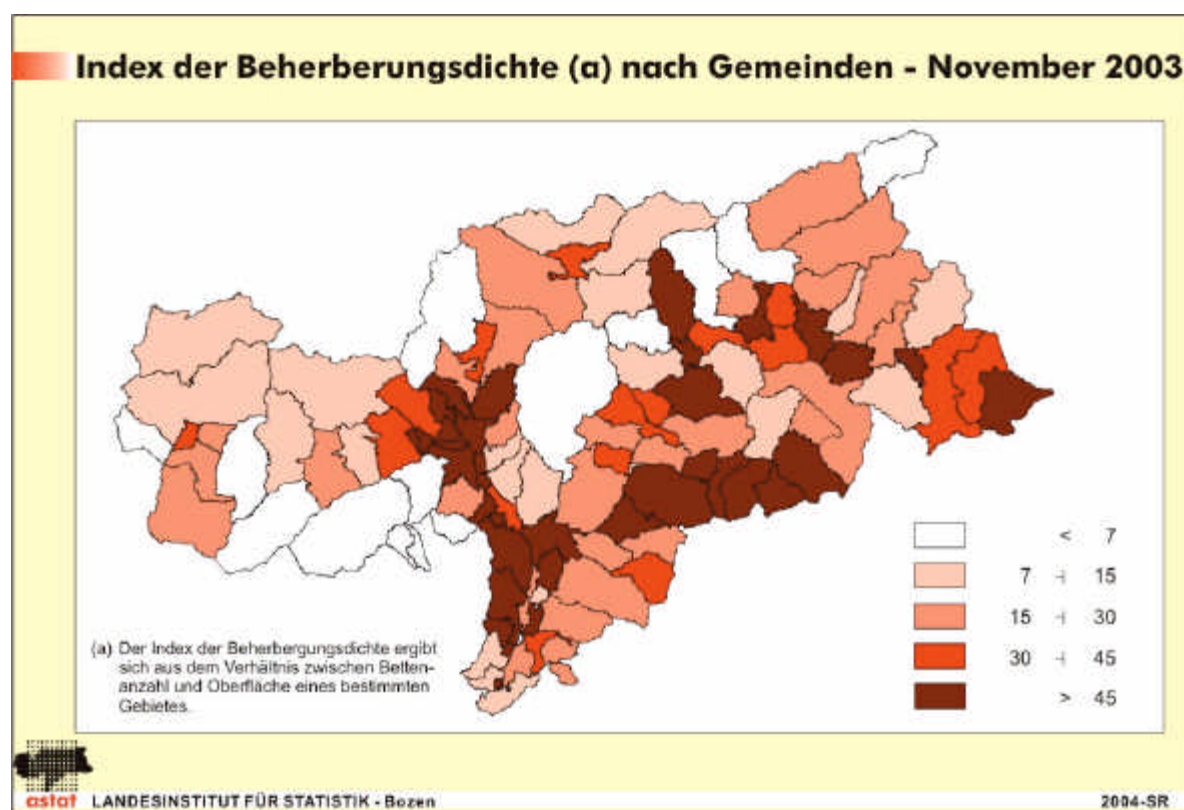 Index der Beherberungsdichte (a) nach Gemeinden - November 2003
< 7
7 -| 15
15 -| 30
30 -| 45
> 45
(a) Der Index der Beherbergungsdichte ergibt
sich aus dem Verhältnis zwischen Betten-
anzahl und Oberfläche eines bestimmten
Gebietes.
astat LANDESINSTITUT FÜR STATISTIK - Bozen
2004-SR